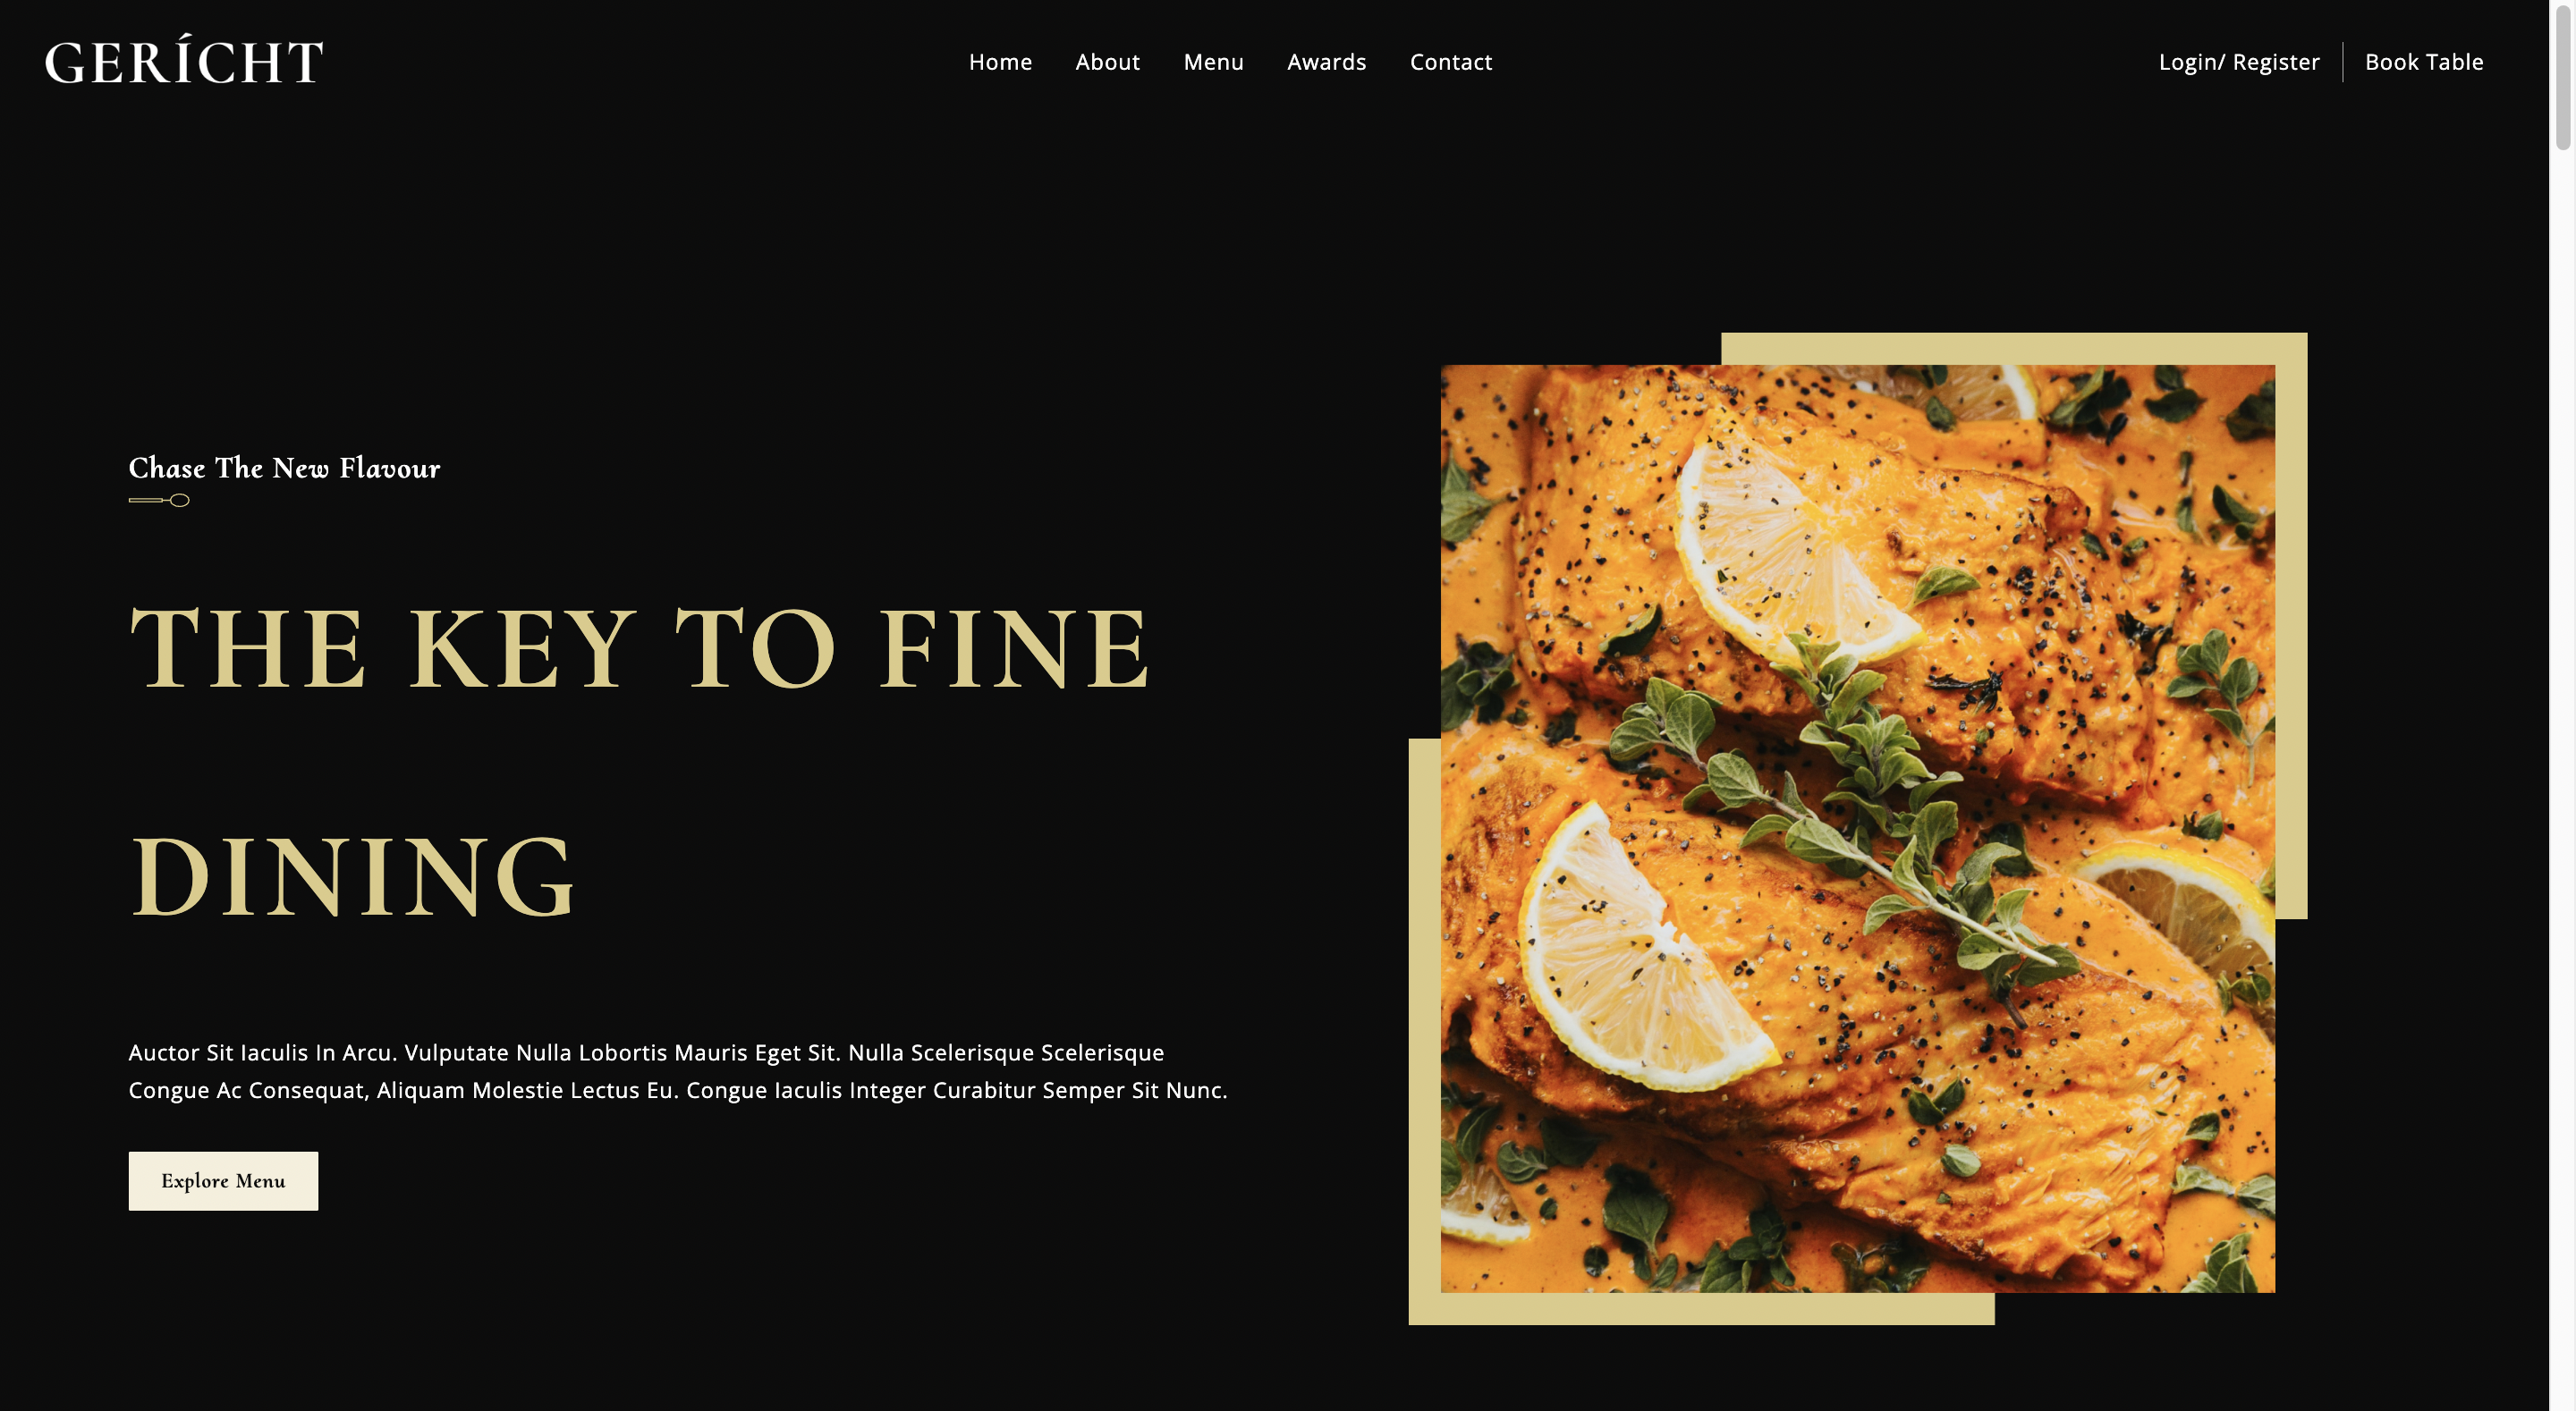 GERÍCHT
Home About Menu Awards Contact
Login/ Register Book Table
Chase The New Flavour
THE KEY TO FINE
DINING
Auctor Sit Iaculis In Arcu. Vulputate Nulla Lobortis Mauris Eget Sit. Nulla Scelerisque Scelerisque
Congue Ac Consequat, Aliquam Molestie Lectus Eu. Congue Iaculis Integer Curabitur Semper Sit Nunc.
Explore Menu